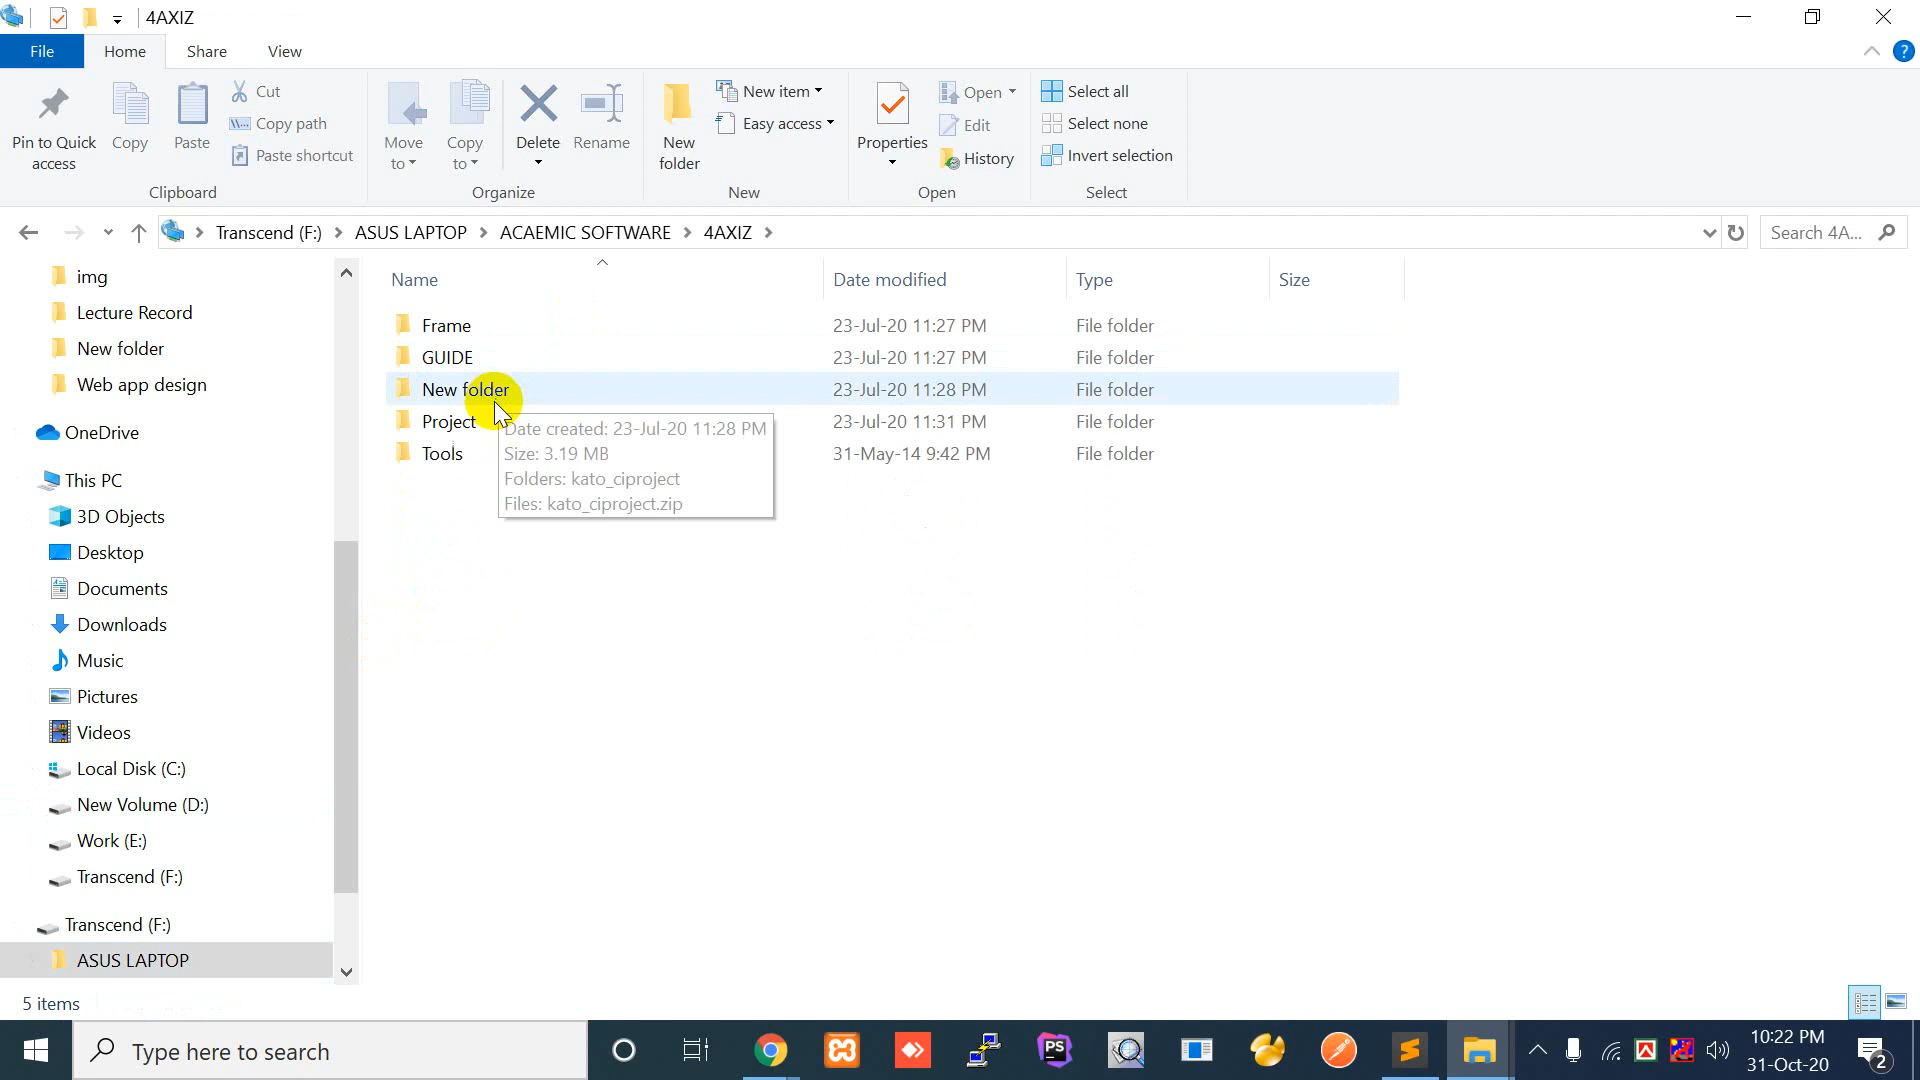 4AXIZ
File
Home
Share
View
?
Pin to Quick access
Copy
Paste
Cut
Copy path
Paste shortcut
Clipboard
Move to
Copy to
Delete
Rename
Organize
New folder
New item
Easy access
New
Properties
Open
Edit
History
Open
Select all
Select none
Invert selection
Select
Transcend (F:)
ASUS LAPTOP
ACAEMIC SOFTWARE
4AXIZ
Search 4A...
img
Lecture Record
New folder
Web app design
OneDrive
This PC
3D Objects
Desktop
Documents
Downloads
Music
Pictures
Videos
Local Disk (C:)
New Volume (D:)
Work (E:)
Transcend (F:)
Transcend (F:)
ASUS LAPTOP
Name
Date modified
Type
Size
Frame 23-Jul-20 11:27 PM File folder
GUIDE 23-Jul-20 11:27 PM File folder
New folder 23-Jul-20 11:28 PM File folder
Project 23-Jul-20 11:31 PM File folder
Tools 31-May-14 9:42 PM File folder
Date created: 23-Jul-20 11:28 PM
Size: 3.19 MB
Folders: kato_ciproject
Files: kato_ciproject.zip
5 items
Type here to search
PS
10:22 PM
31-Oct-20
2